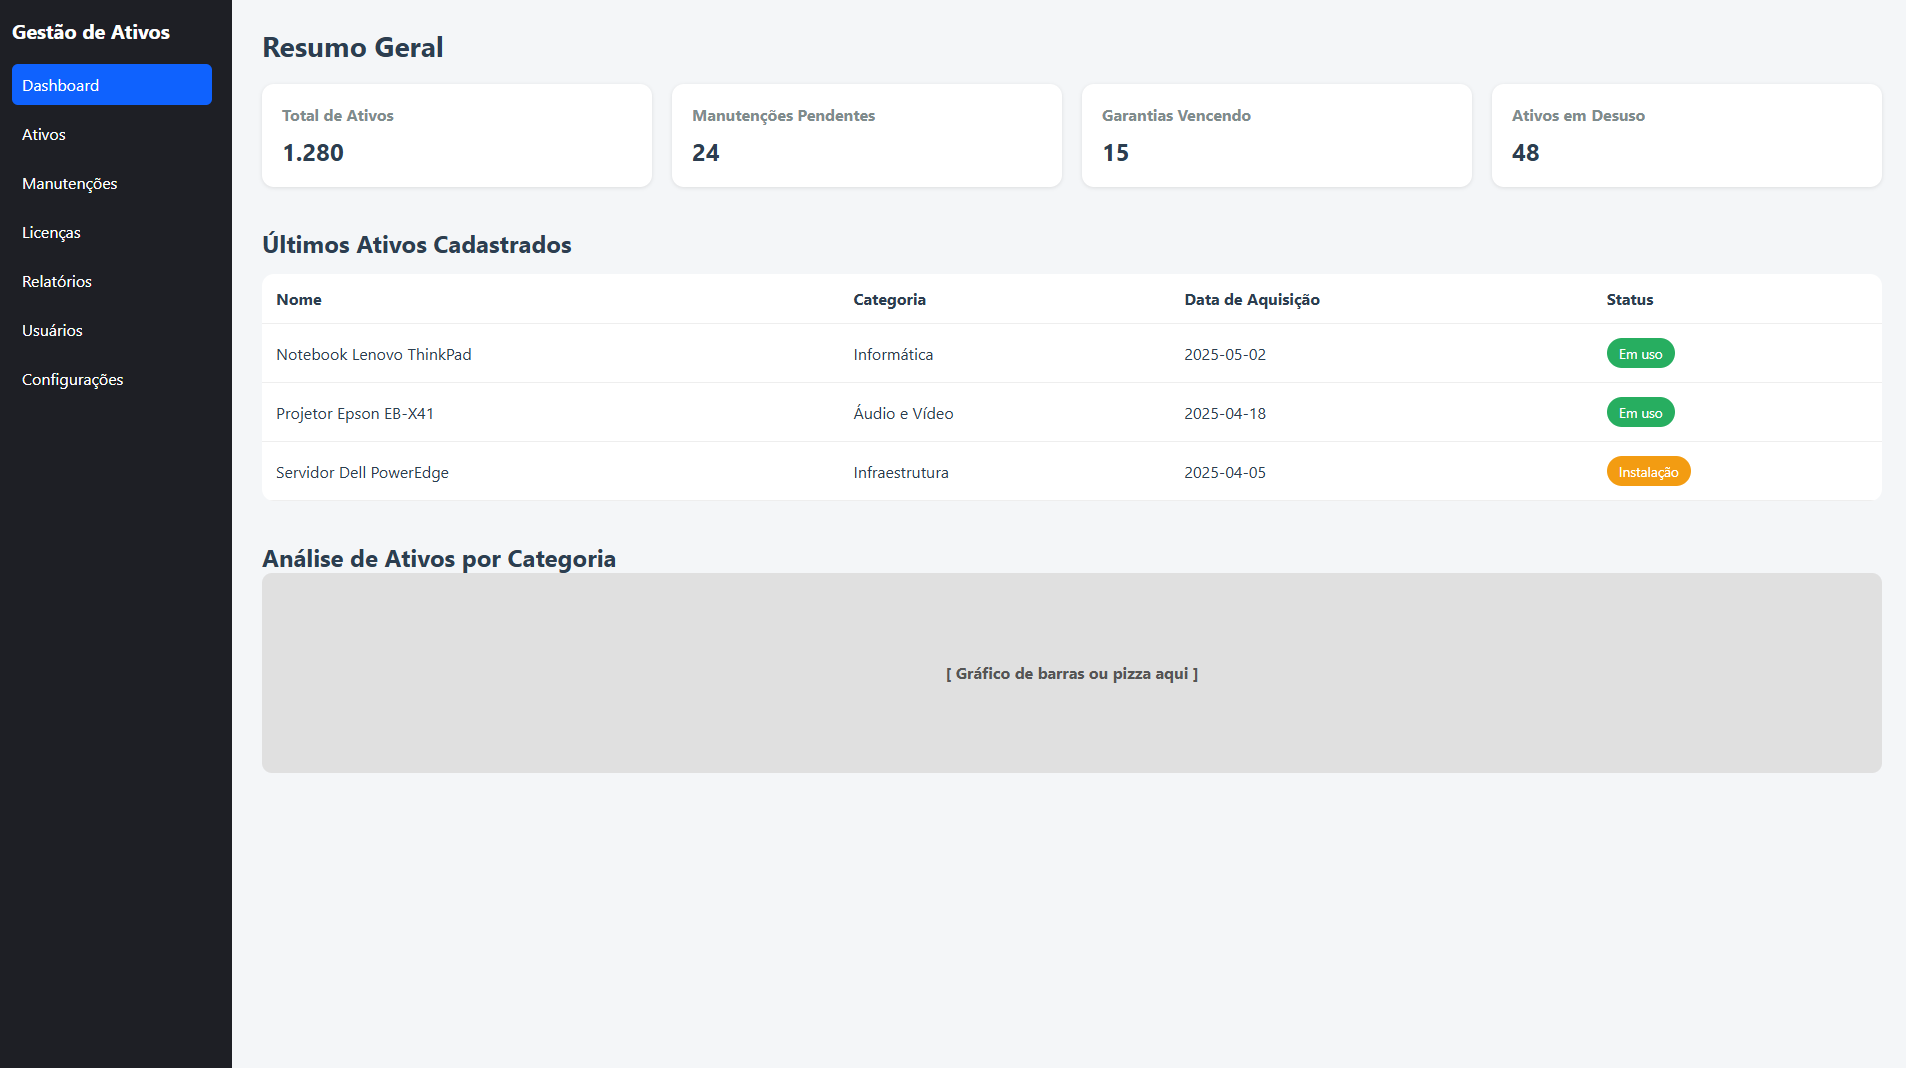 Gestão de Ativos
Dashboard
Ativos
Manutenções
Licenças
Relatórios
Usuários
Configurações
Resumo Geral
Total de Ativos
1.280
Manutenções Pendentes
24
Garantias Vencendo
15
Ativos em Desuso
48
Últimos Ativos Cadastrados
Nome Categoria Data de Aquisição Status
Notebook Lenovo ThinkPad Informática 2025-05-02 Em uso
Projetor Epson EB-X41 Áudio e Vídeo 2025-04-18 Em uso
Servidor Dell PowerEdge Infraestrutura 2025-04-05 Instalação
Análise de Ativos por Categoria
[ Gráfico de barras ou pizza aqui ]